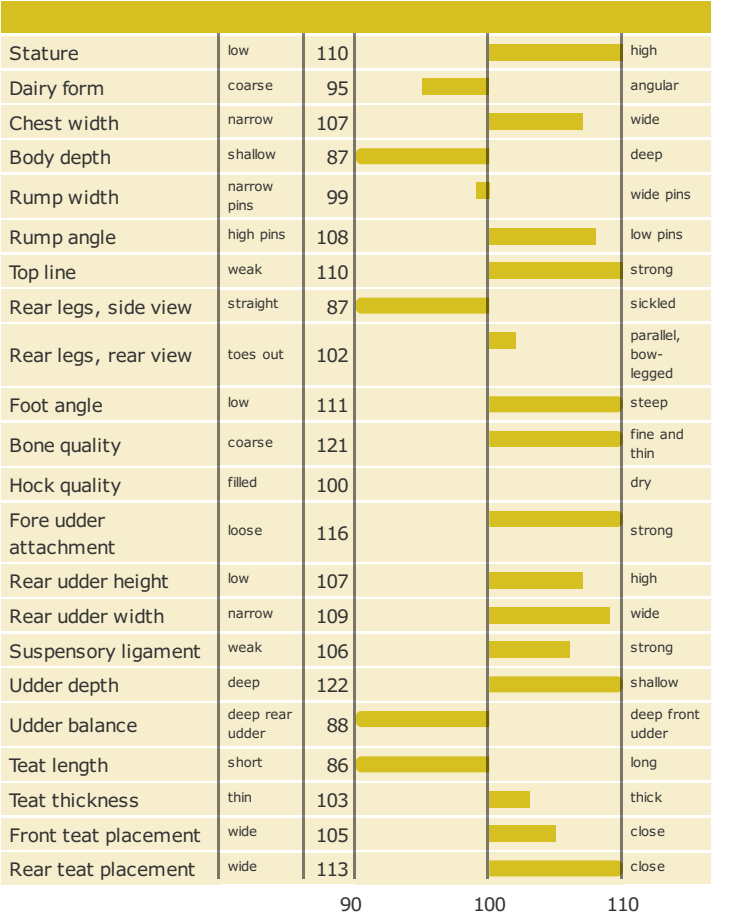 Stature low 110 high
Dairy form coarse 95 angular
Chest width narrow 107 wide
Body depth shallow 87 deep
Rump width narrow pins 99 wide pins
Rump angle high pins 108 low pins
Top line weak 110 strong
Rear legs, side view straight 87 sickled
Rear legs, rear view toes out 102 parallel, bow-legged
Foot angle low 111 steep
Bone quality coarse 121 fine and thin
Hock quality filled 100 dry
Fore udder attachment loose 116 strong
Rear udder height low 107 high
Rear udder width narrow 109 wide
Suspensory ligament weak 106 strong
Udder depth deep 122 shallow
Udder balance deep rear udder 88 deep front udder
Teat length short 86 long
Teat thickness thin 103 thick
Front teat placement wide 105 close
Rear teat placement wide 113 close
90 100 110